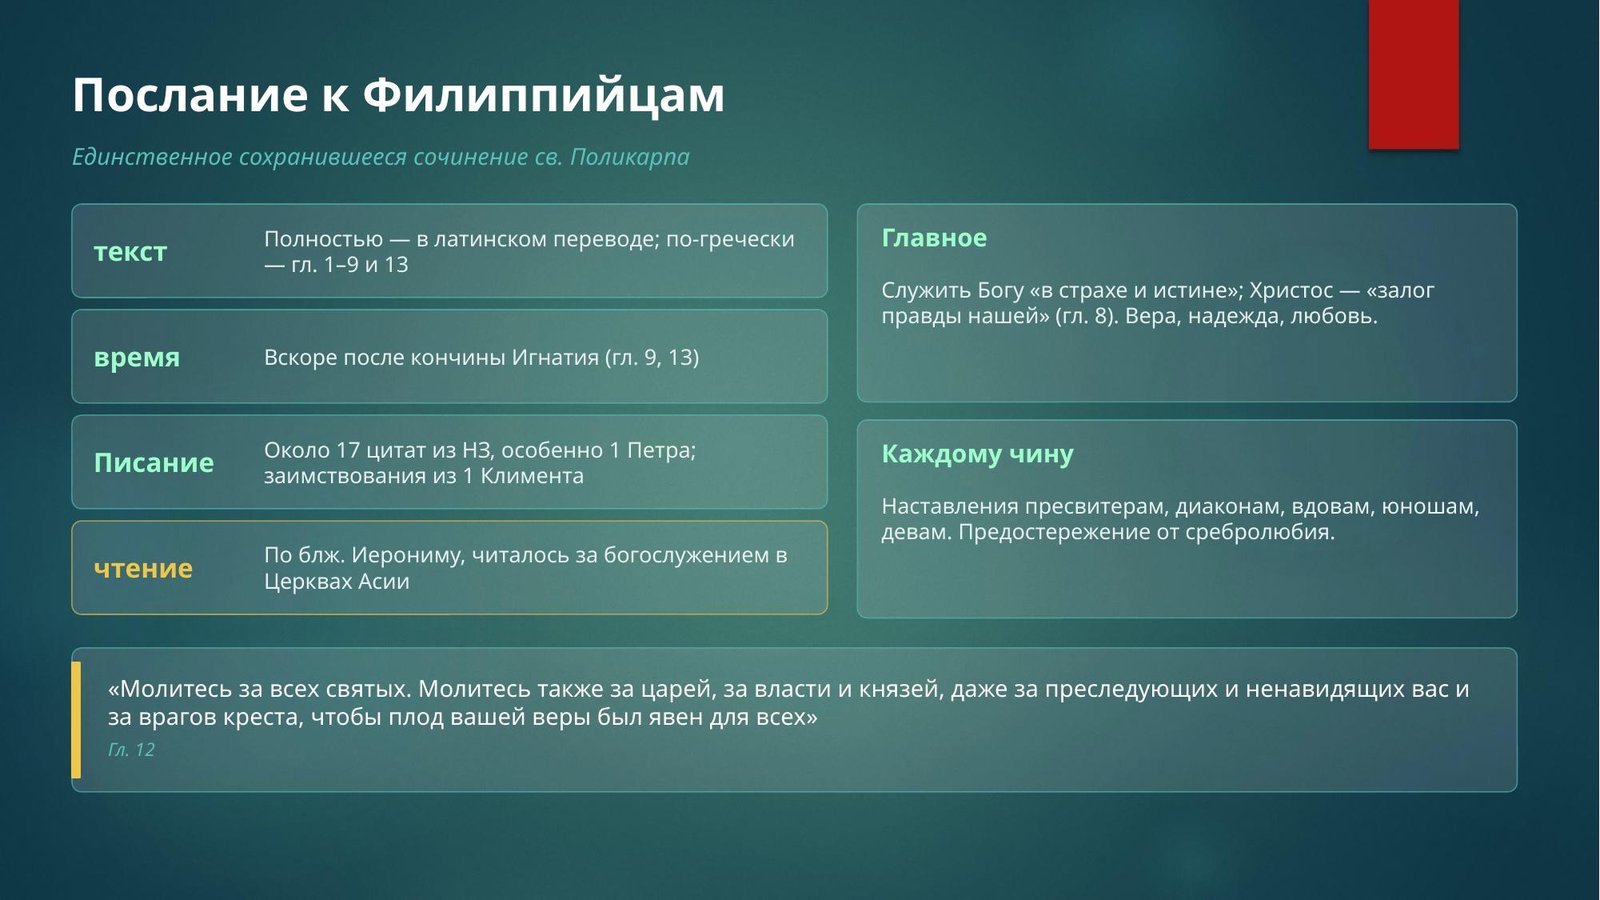 Послание к Филиппийцам
Единственное сохранившееся сочинение св. Поликарпа
текст
Полностью — в латинском переводе; по-гречески
— гл. 1–9 и 13
время
Вскоре после кончины Игнатия (гл. 9, 13)
Писание
Около 17 цитат из НЗ, особенно 1 Петра;
заимствования из 1 Климента
чтение
По блж. Иерониму, читалось за богослужением в
Церквах Асии
Главное
Служить Богу «в страхе и истине»; Христос — «залог
правды нашей» (гл. 8). Вера, надежда, любовь.
Каждому чину
Наставления пресвитерам, диаконам, вдовам, юношам,
девам. Предостережение от сребролюбия.
«Молитесь за всех святых. Молитесь также за царей, за власти и князей, даже за преследующих и ненавидящих вас и
за врагов креста, чтобы плод вашей веры был явен для всех»
Гл. 12